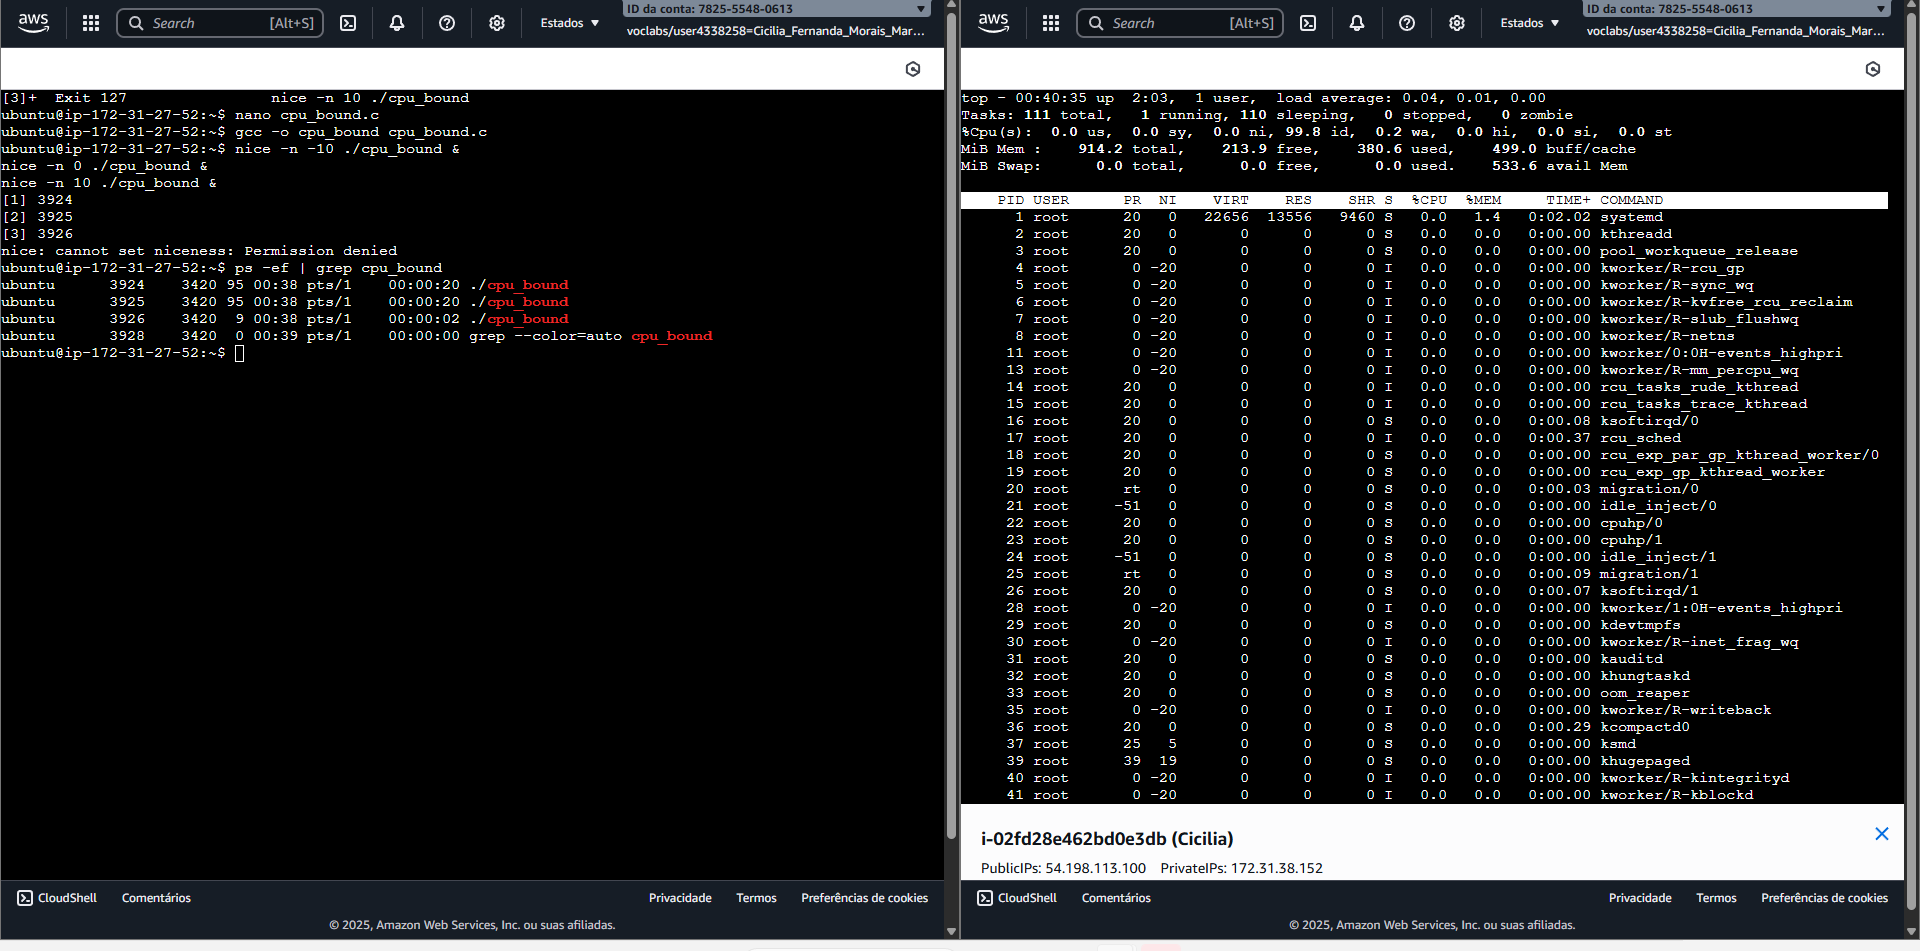 aws Search [Alt+S] Estados ▼ ID da conta: 7825-5548-0613 ▼
voclabs/user4338258=Cicilia_Fernanda_Morais_Mar...
[3]+  Exit 127                nice -n 10 ./cpu_bound
ubuntu@ip-172-31-27-52:~$ nano cpu_bound.c
ubuntu@ip-172-31-27-52:~$ gcc -o cpu_bound cpu_bound.c
ubuntu@ip-172-31-27-52:~$ nice -n -10 ./cpu_bound &
nice -n 0 ./cpu_bound &
nice -n 10 ./cpu_bound &
[1] 3924
[2] 3925
[3] 3926
nice: cannot set niceness: Permission denied
ubuntu@ip-172-31-27-52:~$ ps -ef | grep cpu_bound
ubuntu      3924    3420 95 00:38 pts/1    00:00:20 ./cpu_bound
ubuntu      3925    3420 95 00:38 pts/1    00:00:20 ./cpu_bound
ubuntu      3926    3420  9 00:38 pts/1    00:00:02 ./cpu_bound
ubuntu      3928    3420  0 00:39 pts/1    00:00:00 grep --color=auto cpu_bound
ubuntu@ip-172-31-27-52:~$
CloudShell Comentários Privacidade Termos Preferências de cookies
© 2025, Amazon Web Services, Inc. ou suas afiliadas.
aws Search [Alt+S] Estados ▼ ID da conta: 7825-5548-0613 ▼
voclabs/user4338258=Cicilia_Fernanda_Morais_Mar...
top - 00:40:35 up  2:03,  1 user,  load average: 0.04, 0.01, 0.00
Tasks: 111 total,   1 running, 110 sleeping,   0 stopped,   0 zombie
%Cpu(s):  0.0 us,  0.0 sy,  0.0 ni, 99.8 id,  0.2 wa,  0.0 hi,  0.0 si,  0.0 st
MiB Mem :    914.2 total,    213.9 free,    380.6 used,    499.0 buff/cache
MiB Swap:      0.0 total,      0.0 free,      0.0 used.    533.6 avail Mem
PID USER      PR  NI    VIRT    RES    SHR S  %CPU  %MEM     TIME+ COMMAND
1 root      20   0   22656  13556   9460 S   0.0   1.4   0:02.02 systemd
2 root      20   0       0      0      0 S   0.0   0.0   0:00.00 kthreadd
3 root      20   0       0      0      0 S   0.0   0.0   0:00.00 pool_workqueue_release
4 root       0 -20       0      0      0 I   0.0   0.0   0:00.00 kworker/R-rcu_gp
5 root       0 -20       0      0      0 I   0.0   0.0   0:00.00 kworker/R-sync_wq
6 root       0 -20       0      0      0 I   0.0   0.0   0:00.00 kworker/R-kvfree_rcu_reclaim
7 root       0 -20       0      0      0 I   0.0   0.0   0:00.00 kworker/R-slub_flushwq
8 root       0 -20       0      0      0 I   0.0   0.0   0:00.00 kworker/R-netns
11 root       0 -20       0      0      0 I   0.0   0.0   0:00.00 kworker/0:0H-events_highpri
13 root       0 -20       0      0      0 I   0.0   0.0   0:00.00 kworker/R-mm_percpu_wq
14 root      20   0       0      0      0 I   0.0   0.0   0:00.00 rcu_tasks_rude_kthread
15 root      20   0       0      0      0 I   0.0   0.0   0:00.00 rcu_tasks_trace_kthread
16 root      20   0       0      0      0 S   0.0   0.0   0:00.08 ksoftirqd/0
17 root      20   0       0      0      0 I   0.0   0.0   0:00.37 rcu_sched
18 root      20   0       0      0      0 S   0.0   0.0   0:00.00 rcu_exp_par_gp_kthread_worker/0
19 root      20   0       0      0      0 S   0.0   0.0   0:00.00 rcu_exp_gp_kthread_worker
20 root      rt   0       0      0      0 S   0.0   0.0   0:00.03 migration/0
21 root     -51   0       0      0      0 S   0.0   0.0   0:00.00 idle_inject/0
22 root      20   0       0      0      0 S   0.0   0.0   0:00.00 cpuhp/0
23 root      20   0       0      0      0 S   0.0   0.0   0:00.00 cpuhp/1
24 root     -51   0       0      0      0 S   0.0   0.0   0:00.00 idle_inject/1
25 root      rt   0       0      0      0 S   0.0   0.0   0:00.09 migration/1
26 root      20   0       0      0      0 S   0.0   0.0   0:00.07 ksoftirqd/1
28 root       0 -20       0      0      0 I   0.0   0.0   0:00.00 kworker/1:0H-events_highpri
29 root      20   0       0      0      0 S   0.0   0.0   0:00.00 kdevtmpfs
30 root       0 -20       0      0      0 I   0.0   0.0   0:00.00 kworker/R-inet_frag_wq
31 root      20   0       0      0      0 S   0.0   0.0   0:00.00 kauditd
32 root      20   0       0      0      0 S   0.0   0.0   0:00.00 khungtaskd
33 root      20   0       0      0      0 S   0.0   0.0   0:00.00 oom_reaper
35 root       0 -20       0      0      0 I   0.0   0.0   0:00.00 kworker/R-writeback
36 root      20   0       0      0      0 S   0.0   0.0   0:00.29 kcompactd0
37 root      25   5       0      0      0 S   0.0   0.0   0:00.00 ksmd
39 root      39  19       0      0      0 S   0.0   0.0   0:00.00 khugepaged
40 root       0 -20       0      0      0 I   0.0   0.0   0:00.00 kworker/R-kintegrityd
41 root       0 -20       0      0      0 I   0.0   0.0   0:00.00 kworker/R-kblockd
i-02fd28e462bd0e3db (Cicilia)
PublicIPs: 54.198.113.100 PrivateIPs: 172.31.38.152
CloudShell Comentários Privacidade Termos Preferências de cookies
© 2025, Amazon Web Services, Inc. ou suas afiliadas.